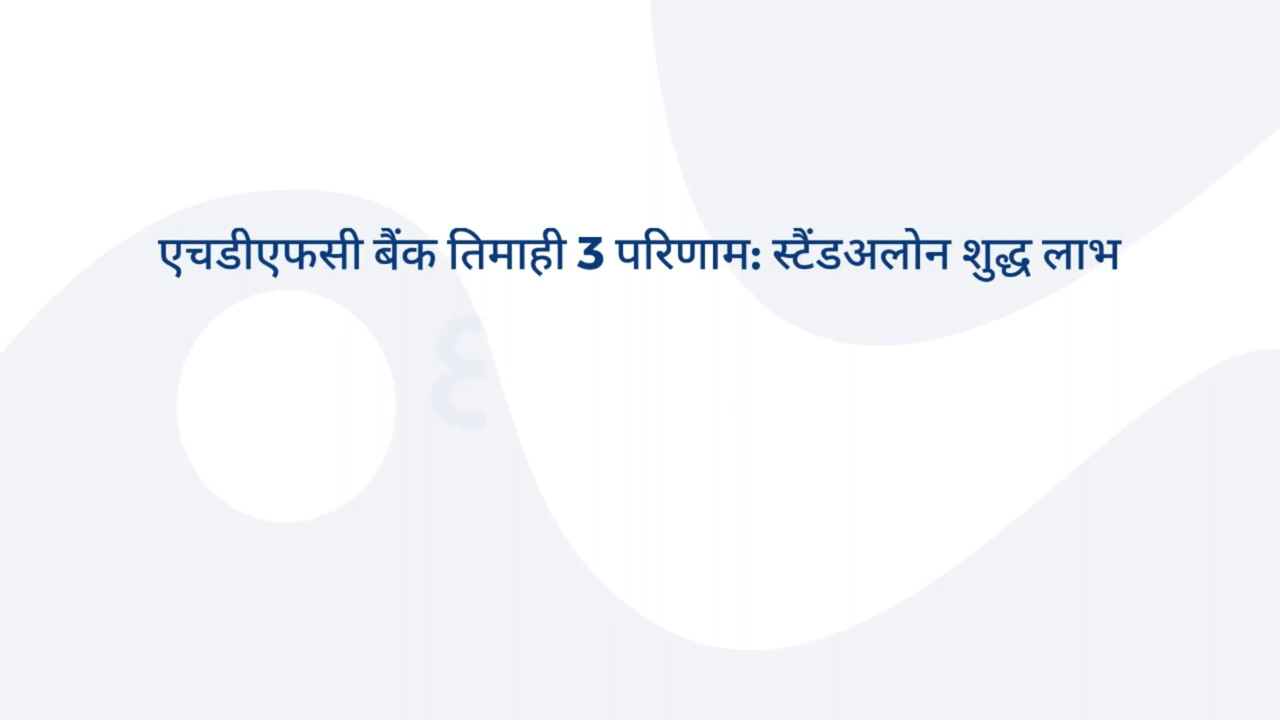 एचडीएफसी बैंक तिमाही 3 परिणाम: स्टैंडअलोन शुद्ध लाभ